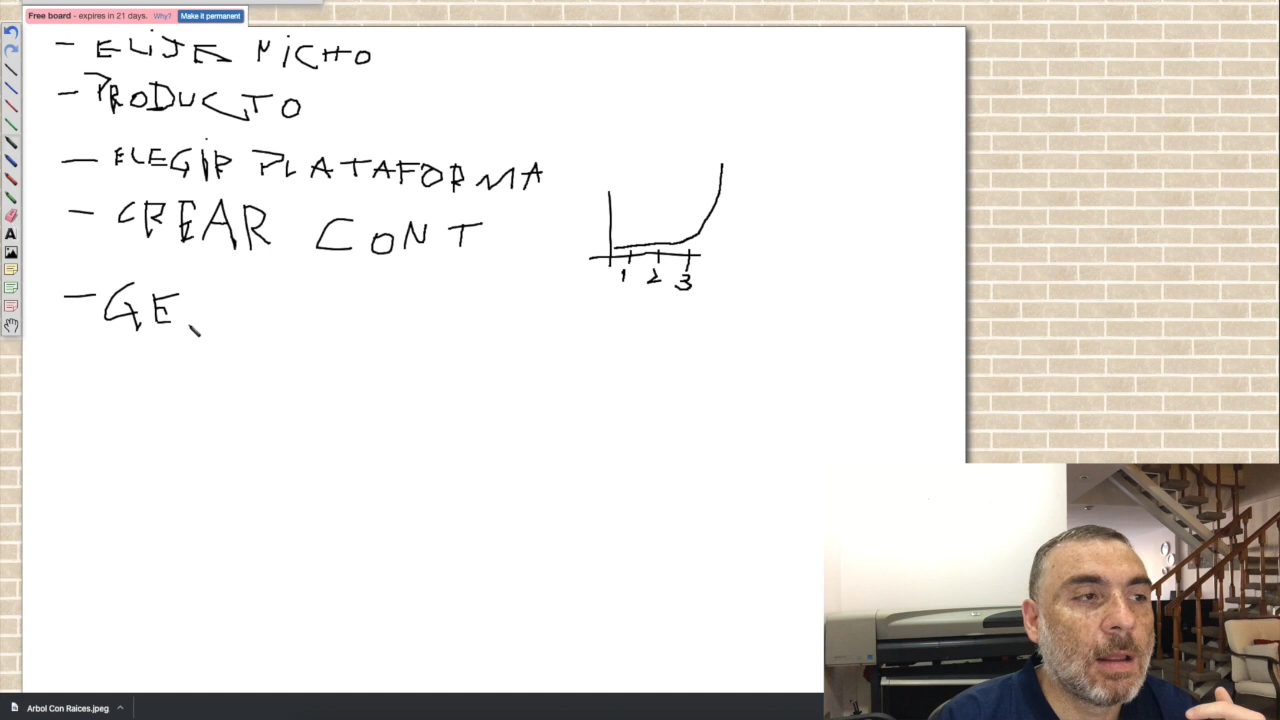 Free board - expires in 21 days. Why? Make it permanent
- ELIJE NICHO
- PRODUCTO
- ELEGIR PLATAFORMA
- CREAR CONT
1 2 3
- GE
A
Arbol Con Raices.jpeg